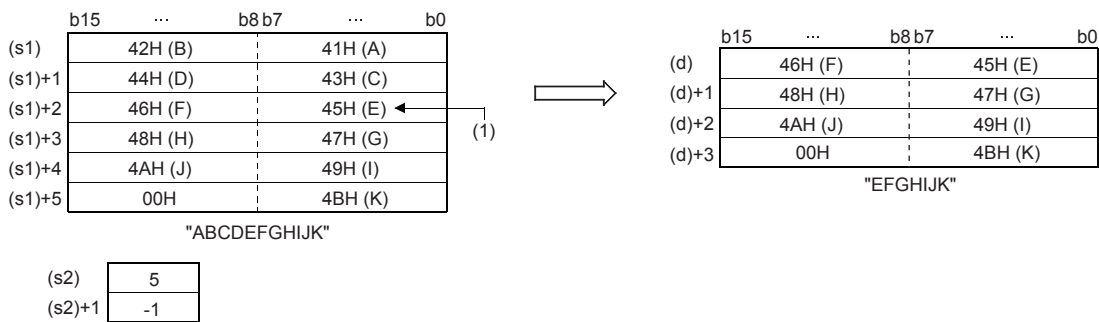 b15 ··· b8 b7 ··· b0
(s1) 42H (B) 41H (A)
(s1)+1 44H (D) 43H (C)
(s1)+2 46H (F) 45H (E)
(s1)+3 48H (H) 47H (G)
(s1)+4 4AH (J) 49H (I)
(s1)+5 00H 4BH (K)
"ABCDEFGHIJK"
(1)
(s2) 5
(s2)+1 -1
b15 ··· b8 b7 ··· b0
(d) 46H (F) 45H (E)
(d)+1 48H (H) 47H (G)
(d)+2 4AH (J) 49H (I)
(d)+3 00H 4BH (K)
"EFGHIJK"